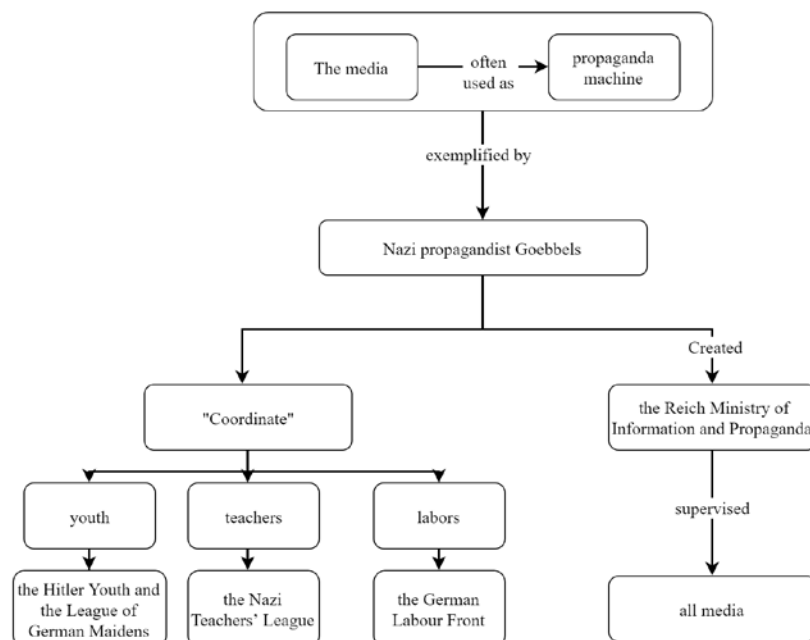 The media
often
used as
propaganda
machine
exemplified by
Nazi propagandist Goebbels
Created
"Coordinate"
the Reich Ministry of
Information and Propaganda
youth
teachers
labors
supervised
the Hitler Youth and
the League of
German Maidens
the Nazi
Teachers’ League
the German
Labour Front
all media